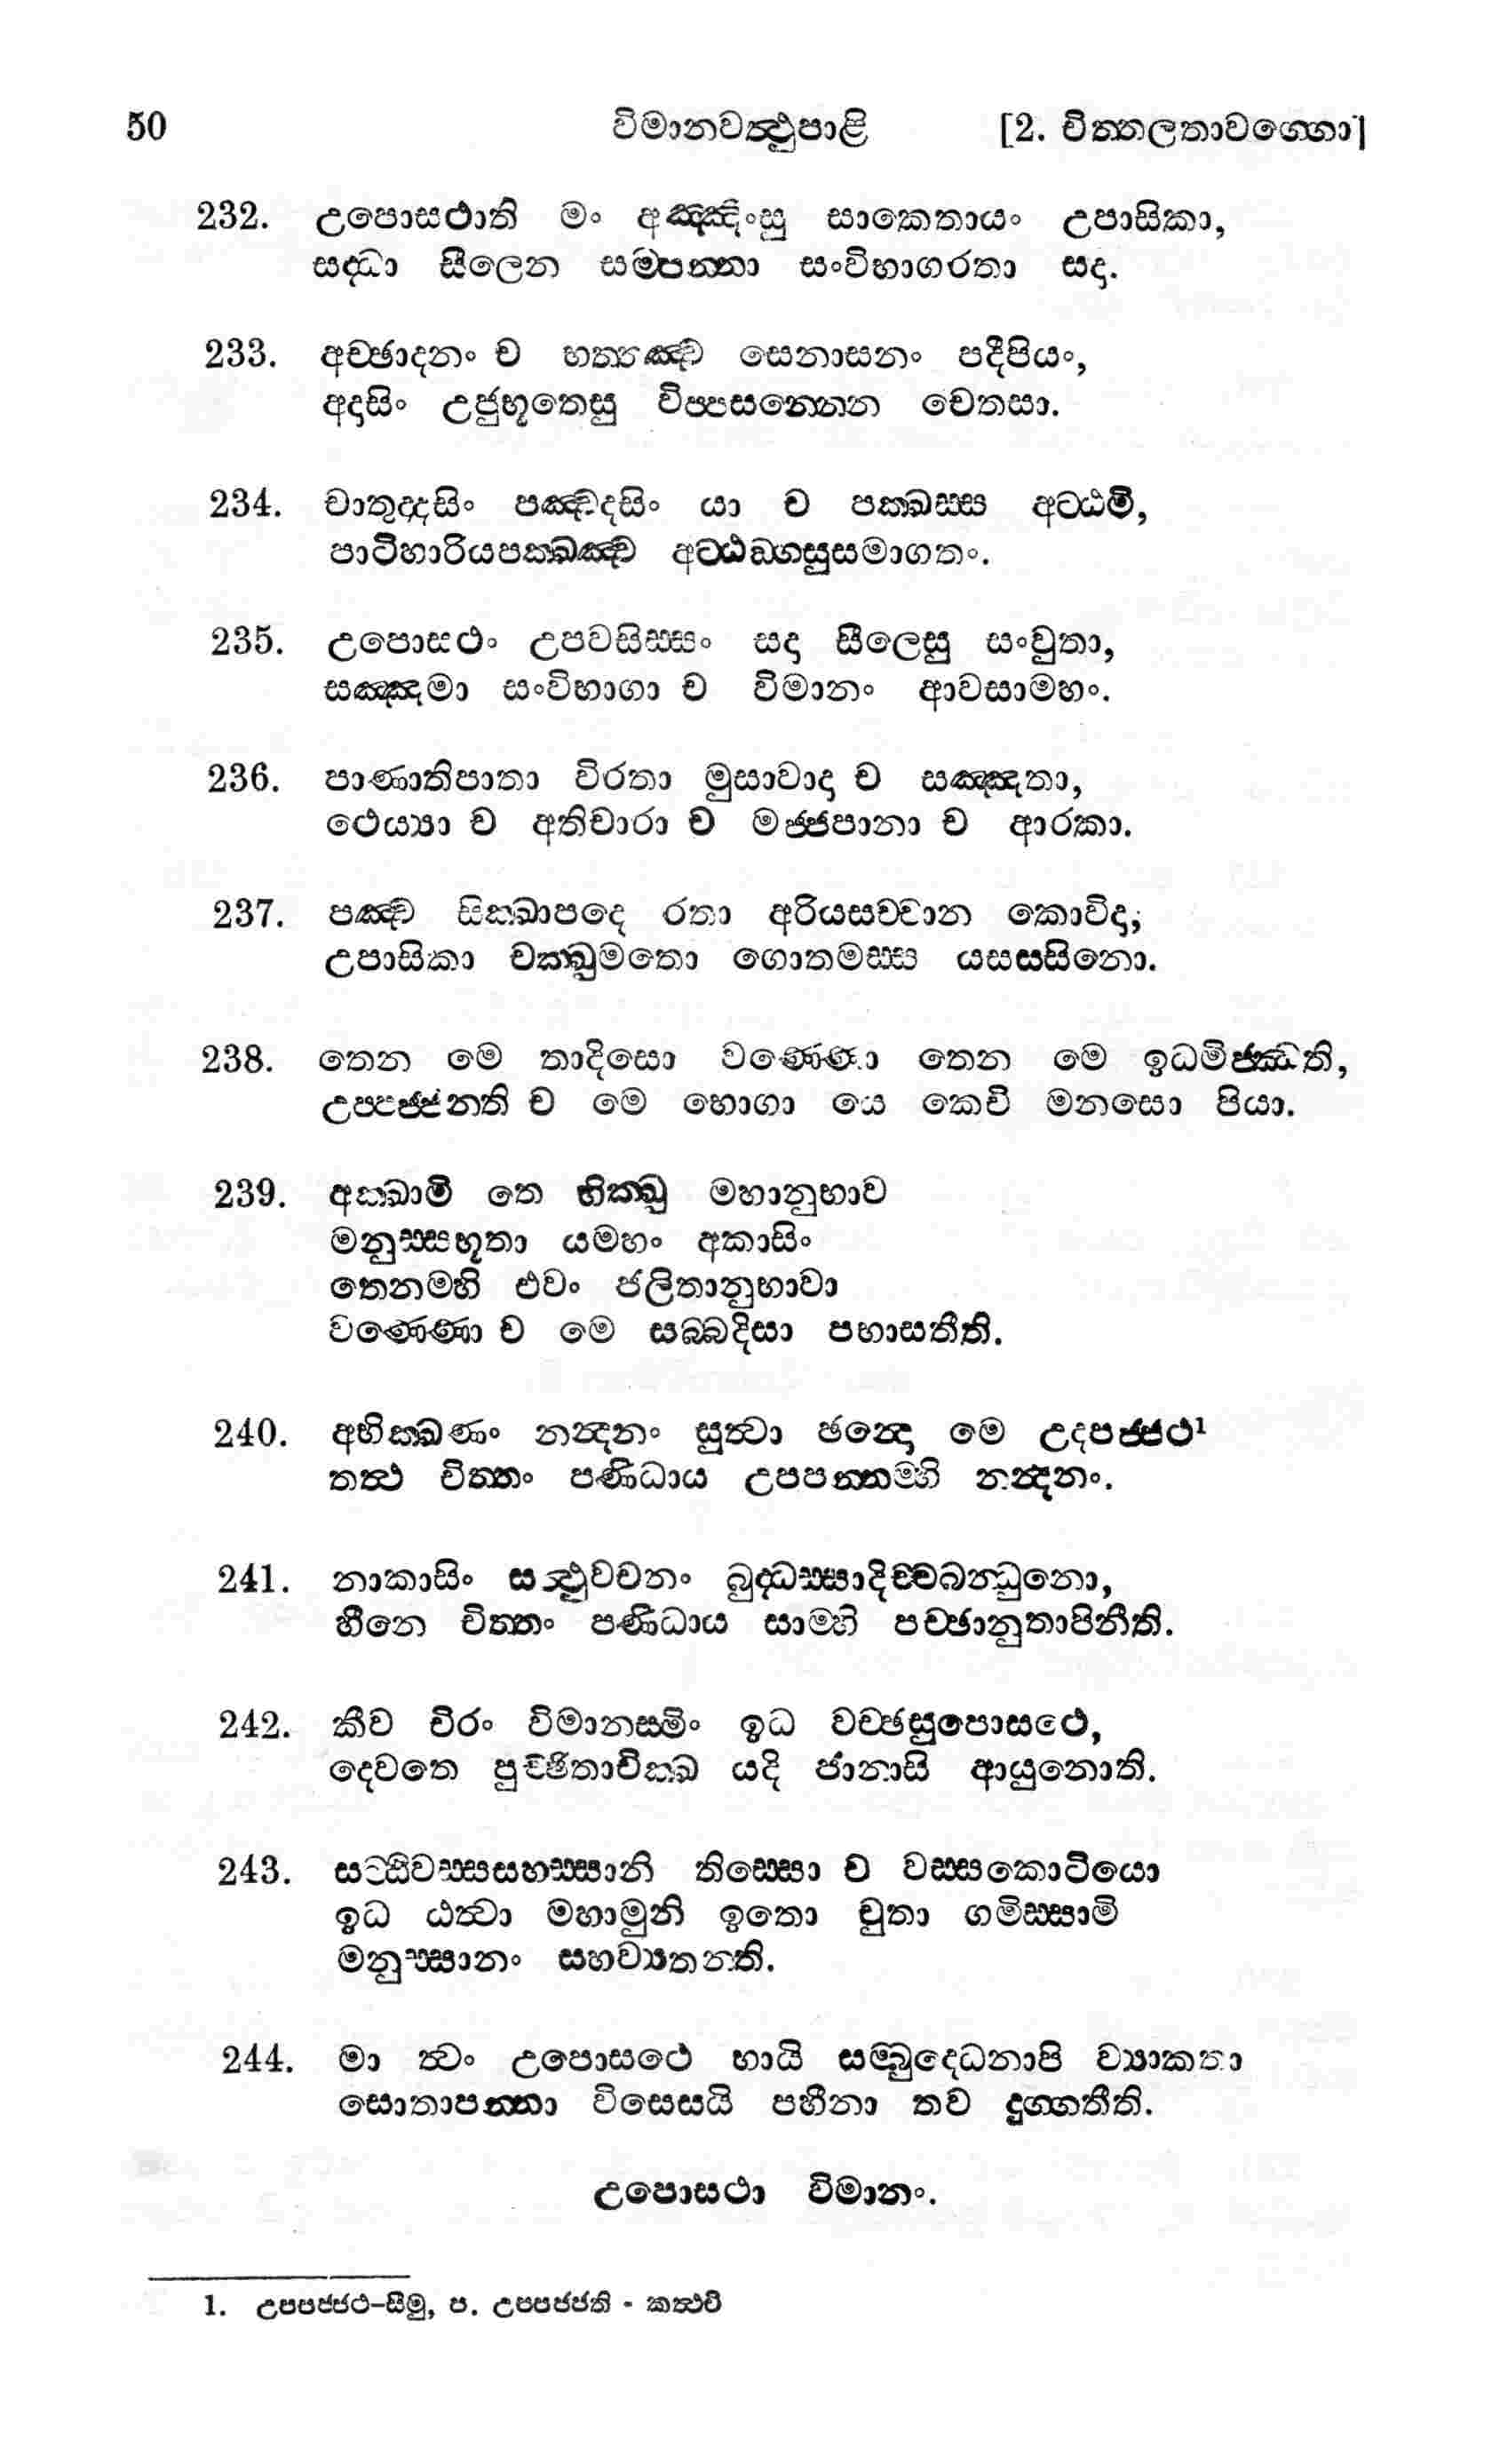 50 විමානවත්‍ථුපාළි [2. චිත්තලතාවග්ගො]
232. උපොසථාති මං අඤ්ඤිංසු සාකෙතායං උපාසිකා,
සද්ධා සීලෙන සම්පන්නා සංවිභාගරතා සදා.
233. අච්ඡාදනං ච භත්තඤ්ච සෙනාසනං පදීපියං,
අදාසිං උජුභූතෙසු විප්පසන්නෙන චෙතසා.
234. චාතුද්දසිං පඤ්චදසිං යා ච පක්ඛස්ස අට්ඨමී,
පාටිහාරියපක්ඛඤ්ච අට්ඨඞ්ගසුසමාගතං.
235. උපොසථං උපවසිස්සං සදා සීලෙසු සංවුතා,
සඤ්ඤමා සංවිභාගා ච විමානං ආවසාමහං.
236. පාණාතිපාතා විරතා මුසාවාදා ච සඤ්ඤතා,
ථෙය්‍යා ච අතිචාරා ච මජ්ජපානා ච ආරකා.
237. පඤ්ච සික්ඛාපදෙ රතා අරියසච්චාන කොවිදා;
උපාසිකා චක්ඛුමතො ගොතමස්ස යසස්සිනො.
238. තෙන මෙ තාදිසො වණ්ණො තෙන මෙ ඉධමිජ්ඣති,
උප්පජ්ජන්ති ච මෙ භොගා යෙ කෙචි මනසො පියා.
239. අක්ඛාමි තෙ භික්ඛු මහානුභාව
මනුස්සභූතා යමහං අකාසිං
තෙනම්හි එවං ජලිතානුභාවා
වණ්ණො ච මෙ සබ්බදිසා පභාසතීති.
240. අභික්ඛණං නන්දනං සුත්‍වා ඡන්දො මෙ උදපජ්ජථ¹
තත්‍ථ චිත්තං පණිධාය උපපන්නම්හි නන්දනං.
241. නාකාසිං සත්‍ථුවචනං බුද්ධස්සාදිච්චබන්ධුනො,
හීනෙ චිත්තං පණිධාය සාම්හි පච්ඡානුතාපිනීති.
242. කීව චිරං විමානස්මිං ඉධ වච්ඡසුපොසථෙ,
දෙවතෙ පුච්ඡිතාචික්ඛ යදි ජානාසි ආයුනොති.
243. සට්ඨිවස්සසහස්සානි තිස්සො ච වස්සකොටියො
ඉධ ඨත්‍වා මහාමුනි ඉතො චුතා ගමිස්සාමි
මනුස්සානං සහව්‍යතන්ති.
244. මා ත්‍වං උපොසථෙ භායි සම්බුද්ධෙනාපි ව්‍යාකතා
සොතාපන්නා විසෙසයි පහීනා තව දුග්ගතීති.
උපොසථා විමානං.
1. උපපජ්ජථ-සීමු, ප. උප්පජ්ජති - කත්‍ථචි